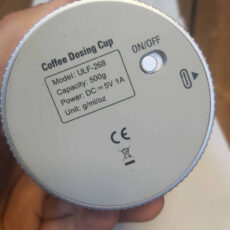 Coffee Dosing Cup
ON/OFF
Model: ULF-268
Capacity: 500g
Power: DC⎓5V 1A
Unit: g/ml/oz
CE